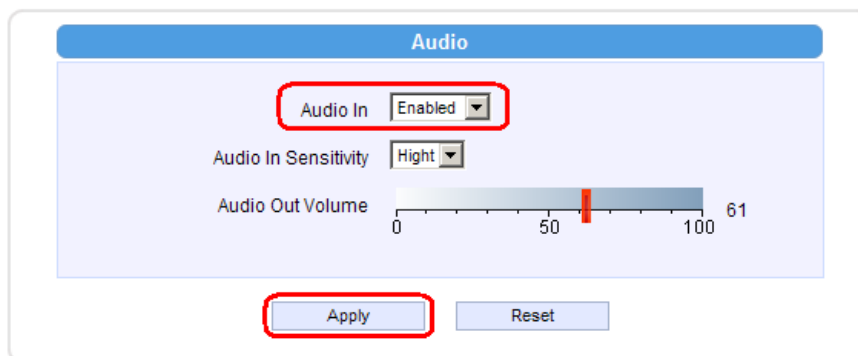 Audio
Audio In Enabled
Audio In Sensitivity Hight
Audio Out Volume 61
0 50 100
Apply Reset